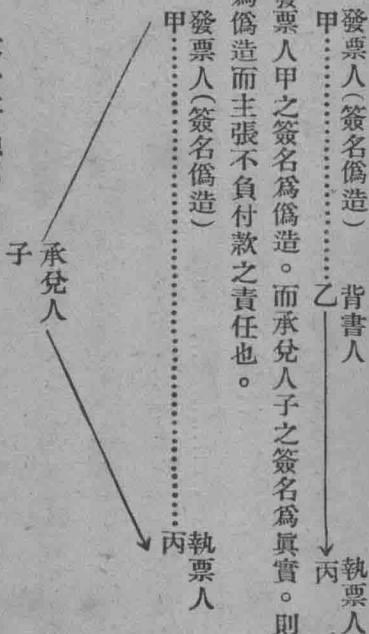 發票人(簽名僞造) 背書人 執票人
甲 乙 丙
發票人甲之簽名爲僞造。而承兌人子之簽名爲眞實。則
爲僞造而主張不負付款之責任也。
發票人(簽名僞造) 執票人
甲 丙
承兌人
子